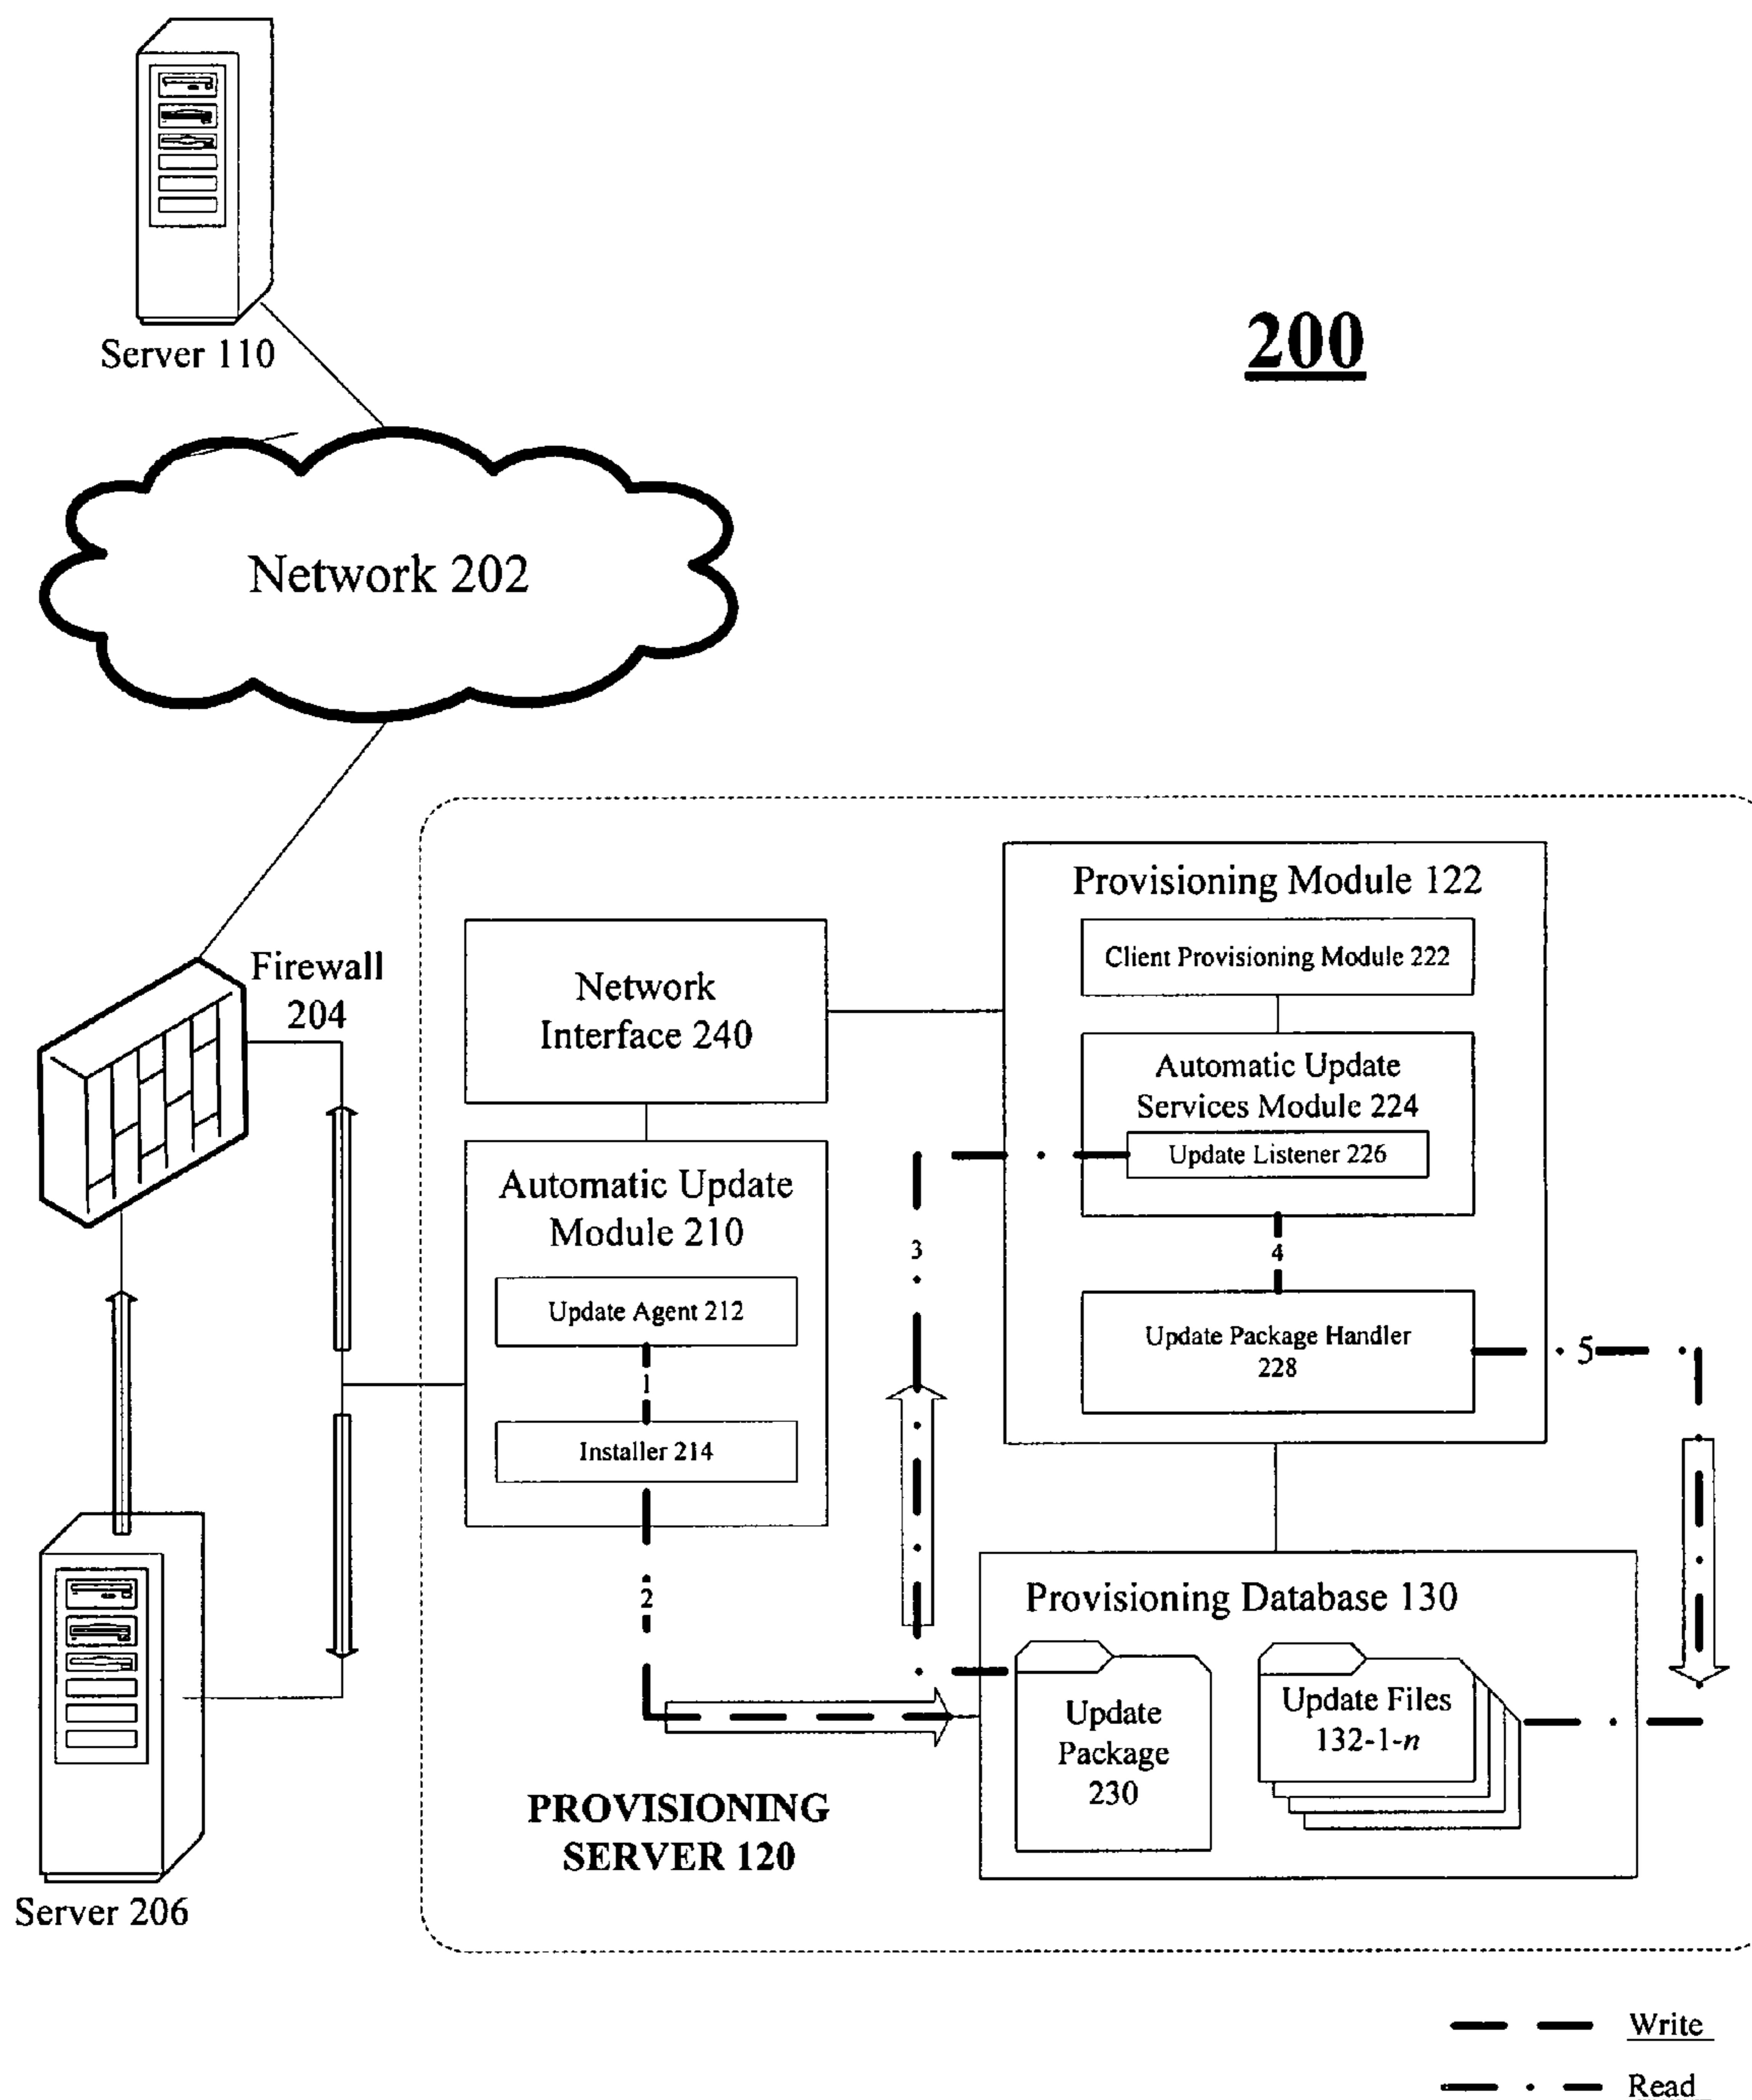 Server 110
200
Network 202
Firewall
204
Network
Interface 240
Provisioning Module 122
Client Provisioning Module 222
Automatic Update
Services Module 224
Update Listener 226
3
4
Update Package Handler
228
5
Automatic Update
Module 210
Update Agent 212
1
Installer 214
2
Provisioning Database 130
Update
Package
230
Update Files
132-1-n
PROVISIONING
SERVER 120
Server 206
Write
Read